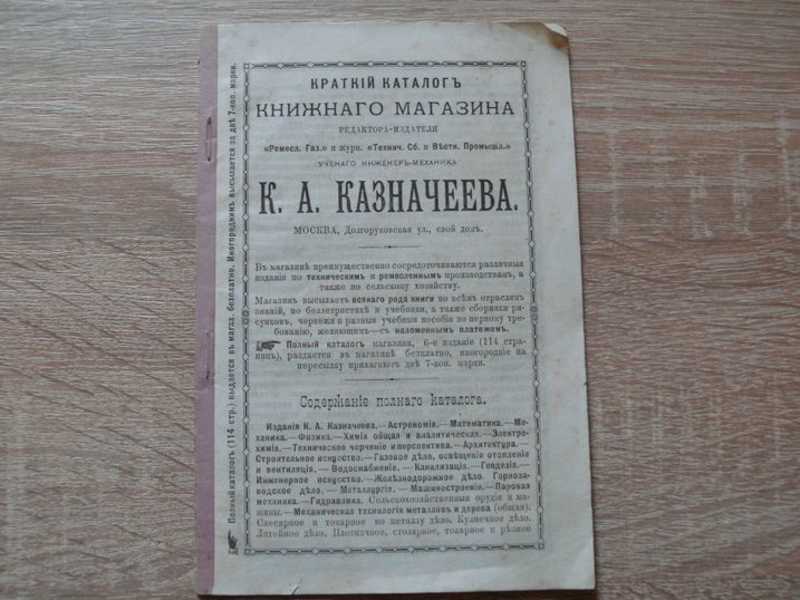 КРАТКІЙ КАТАЛОГЪ
КНИЖНАГО МАГАЗИНА
РЕДАКТОРА-ИЗДАТЕЛЯ
«Ремесл. Газ.» и журн. «Технич. Сб. и Вѣстн. Промышл.»
УЧЕНАГО ИНЖЕНЕР-МЕХАНИКА
К. А. КАЗНАЧЕЕВА.
МОСКВА, Долгоруковская ул., свой домъ.
Въ магазинѣ преимущественно сосредоточиваются различныя
изданія по техническимъ и ремесленнымъ производствамъ, а
также по сельскому хозяйству.
Магазинъ высылаетъ всякаго рода книги по всѣмъ отраслямъ
знаній, по беллетристикѣ и учебники, а также сборники ри-
сунковъ, чертежи и разныя учебныя пособія по первому тре-
бованію, желающимъ—съ наложеннымъ платежомъ.
Полный каталогъ магазина, 6-е изданіе (114 стра-
ницъ), раздается въ магазинѣ безплатно, иногородніе на
пересылку прилагаютъ двѣ 7-коп. марки.
Содержаніе полнаго каталога.
Изданія К. А. Казначеева.—Астрономія.—Математика.—Ме-
ханика.—Физика.—Химія общая и аналитическая.—Электро-
химія.—Техническое черченіе и перспектива.—Архитектура.—
Строительное искусство.—Газовое дѣло, освѣщеніе отопленіе
и вентиляція.—Водоснабженіе.—Канализація.—Геодезія.—
Инженерное искусство.—Желѣзнодорожное дѣло. Горноза-
водское дѣло.—Металлургія.—Машиностроеніе.—Паровая
механика.—Гидравлика. Сельскохозяйственныя орудія и ма-
шины.—Механическая технологія металловъ и дерева (общая).
Слесарное и токарное по металлу дѣло, Кузнечное дѣло.
Литейное дѣло, Плотничное, столярное, токарное и рѣзное
Полный каталогъ (114 стр.) выдается въ магаз. безплатно. Иногороднимъ высылается за двѣ 7-коп. марки.